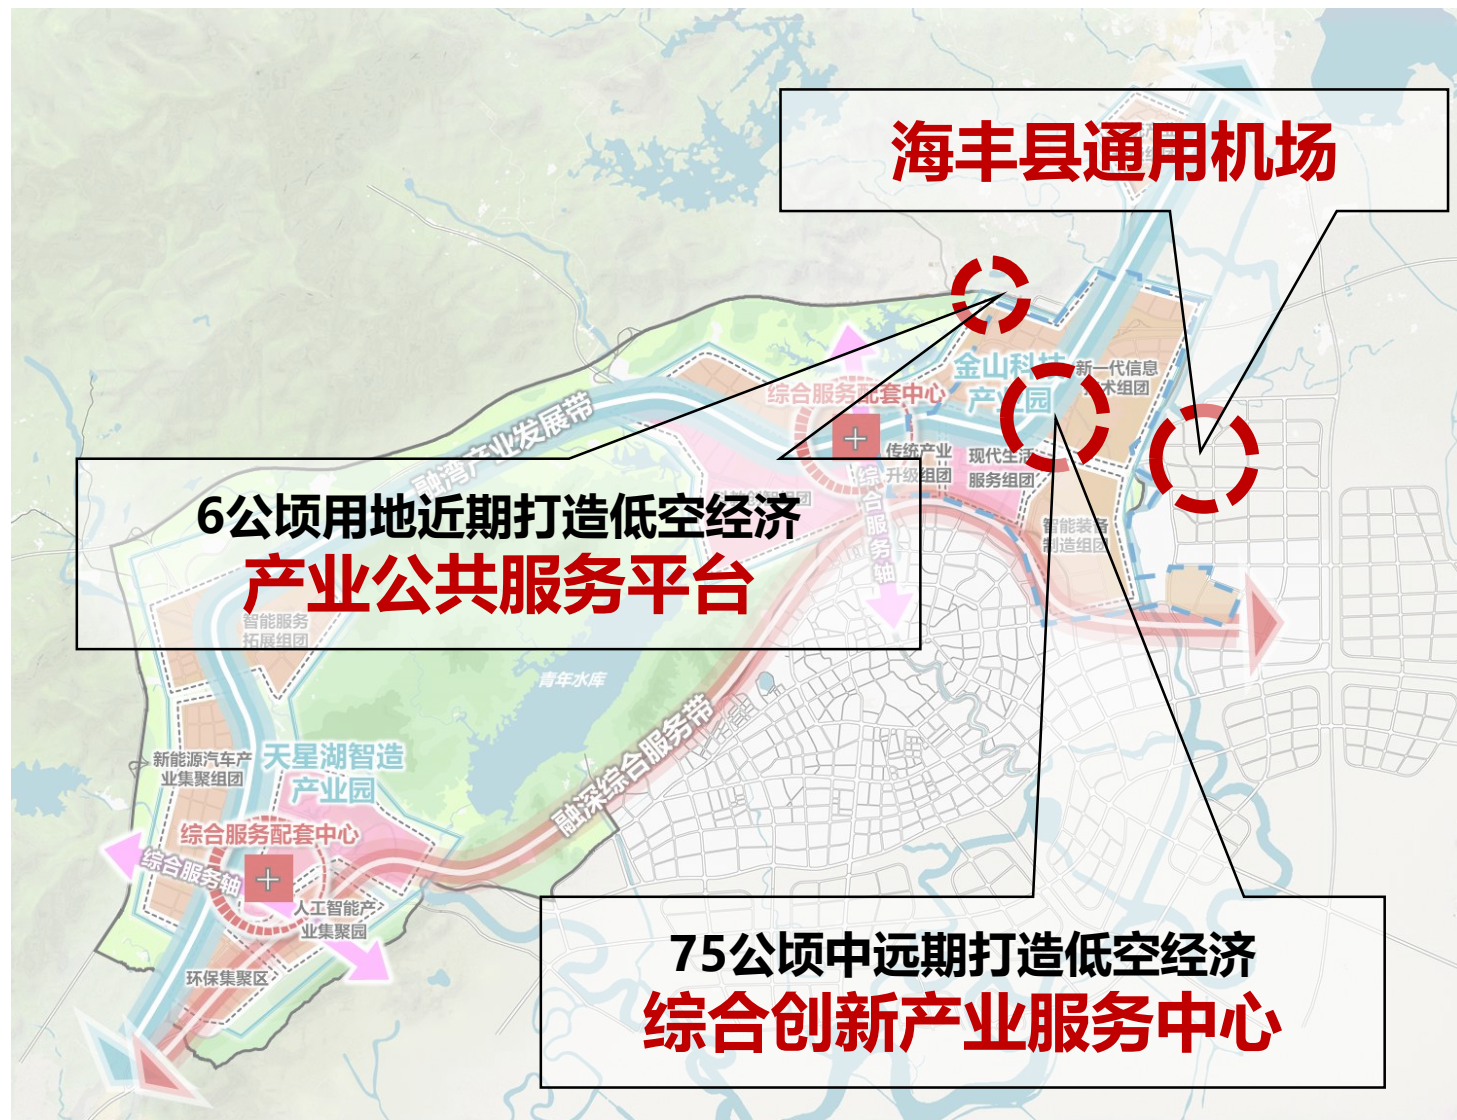 海丰县通用机场
金山科技
产业园
新一代信息
术组团
综合服务配套中心
融湾产业发展带
传统产业
升级组团
现代生活
服务组团
6公顷用地近期打造低空经济
产业公共服务平台
综合服务轴
智能装备
制造组团
智能服务
拓展组团
青年水库
融深综合服务带
新能源汽车产
业集聚组团
天星湖智造
产业园
综合服务配套中心
综合服务轴
人工智能产
业集聚园
环保集聚区
75公顷中远期打造低空经济
综合创新产业服务中心